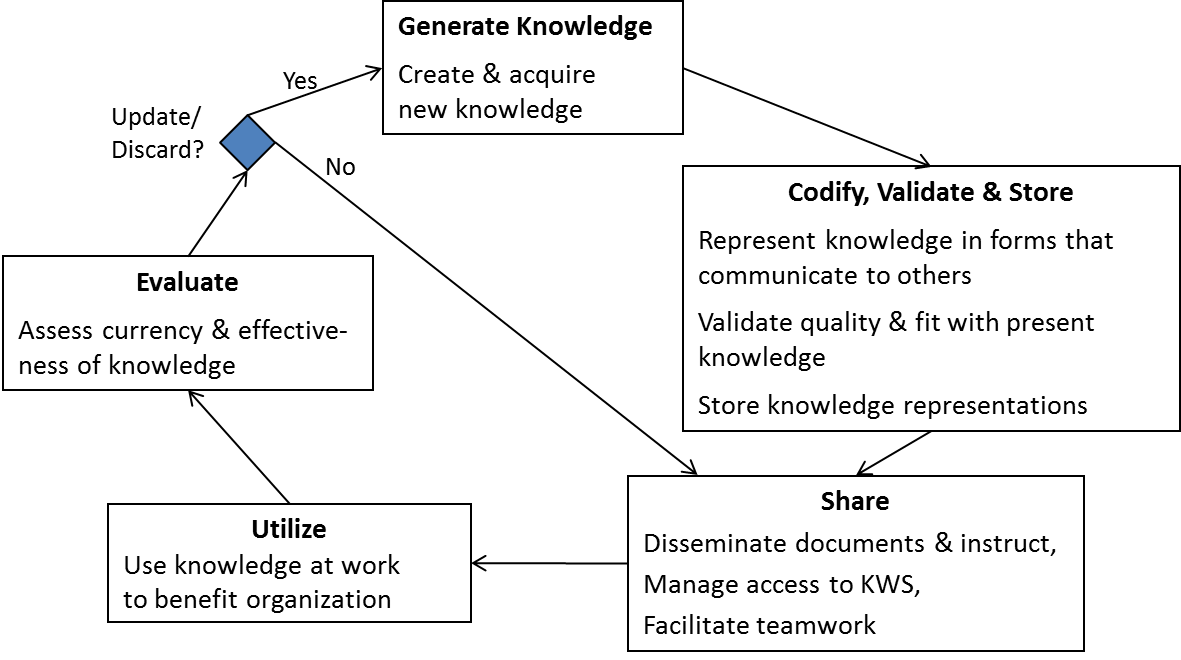 Generate Knowledge
Create & acquire
new knowledge
Yes
Update/
Discard?
No
Codify, Validate & Store
Represent knowledge in forms that
communicate to others
Validate quality & fit with present
knowledge
Store knowledge representations
Evaluate
Assess currency & effective-
ness of knowledge
Share
Disseminate documents & instruct,
Manage access to KWS,
Facilitate teamwork
Utilize
Use knowledge at work
to benefit organization